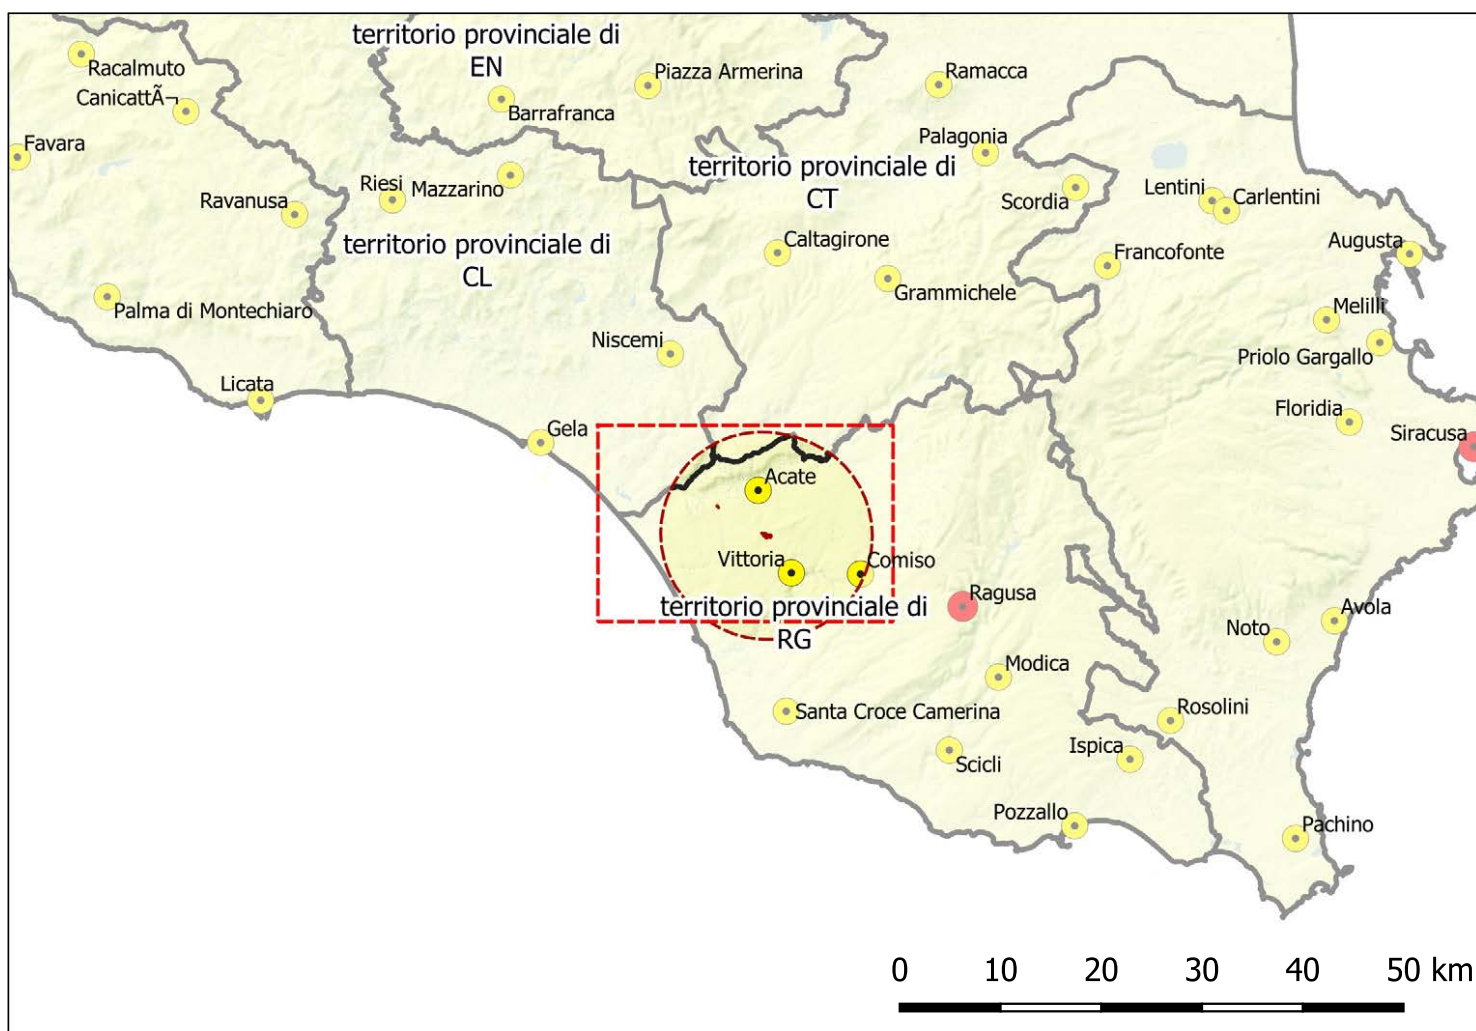 territorio provinciale di
EN
Racalmuto
Piazza Armerina
Ramacca
CanicattÃ¬
Barrafranca
Favara
Palagonia
territorio provinciale di
CT
Riesi
Mazzarino
Ravanusa
Scordia
Lentini
Carlentini
territorio provinciale di
CL
Caltagirone
Augusta
Francofonte
Grammichele
Palma di Montechiaro
Melilli
Niscemi
Priolo Gargallo
Licata
Floridia
Gela
Siracusa
Acate
Vittoria
Comiso
territorio provinciale di
RG
Ragusa
Avola
Noto
Modica
Santa Croce Camerina
Rosolini
Ispica
Scicli
Pozzallo
Pachino
0 10 20 30 40 50 km